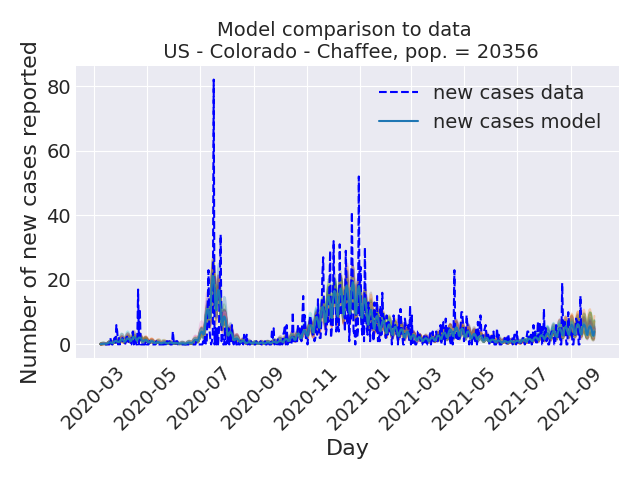 Model comparison to data
US - Colorado - Chaffee, pop. = 20356
new cases data
new cases model
Number of new cases reported
80
60
40
20
0
2020-03
2020-05
2020-07
2020-09
2020-11
2021-01
2021-03
2021-05
2021-07
2021-09
Day